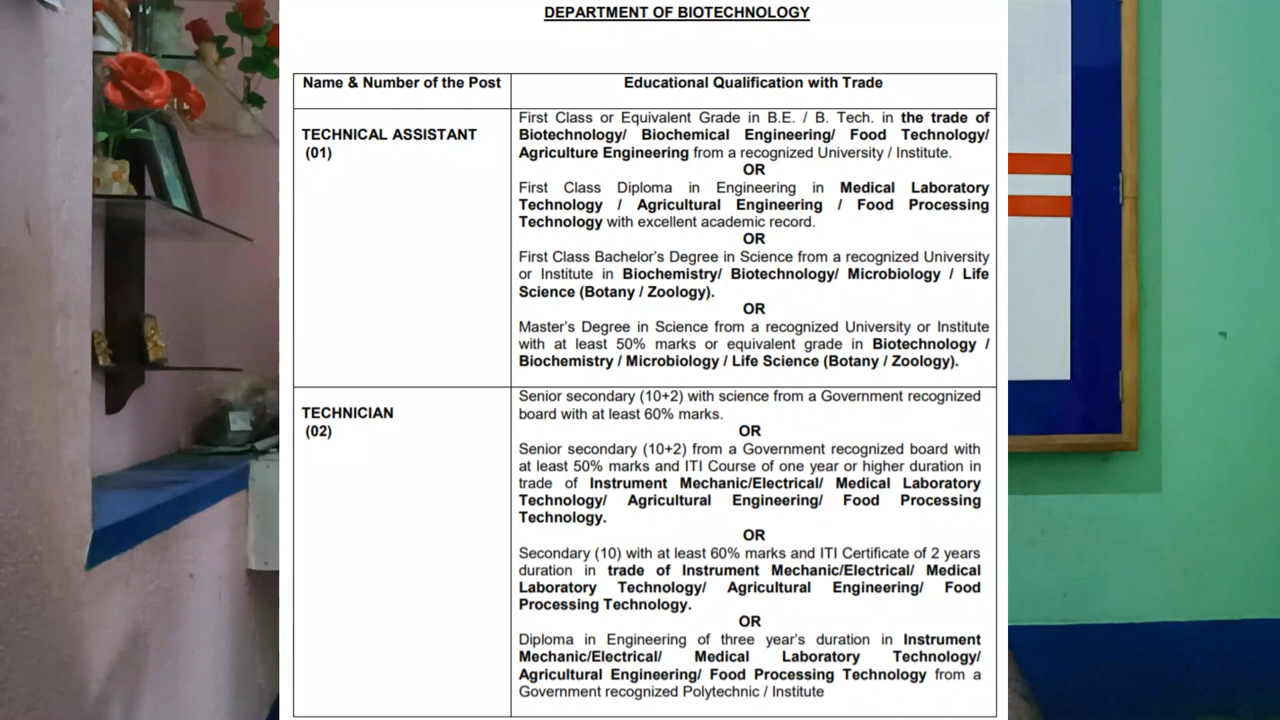 DEPARTMENT OF BIOTECHNOLOGY
Name & Number of the Post
Educational Qualification with Trade
TECHNICAL ASSISTANT
(01)
First Class or Equivalent Grade in B.E. / B. Tech. in the trade of
Biotechnology/ Biochemical Engineering/ Food Technology/
Agriculture Engineering from a recognized University / Institute.
OR
First Class Diploma in Engineering in Medical Laboratory
Technology / Agricultural Engineering / Food Processing
Technology with excellent academic record.
OR
First Class Bachelor's Degree in Science from a recognized University
or Institute in Biochemistry/ Biotechnology/ Microbiology / Life
Science (Botany / Zoology).
OR
Master's Degree in Science from a recognized University or Institute
with at least 50% marks or equivalent grade in Biotechnology /
Biochemistry / Microbiology / Life Science (Botany / Zoology).
TECHNICIAN
(02)
Senior secondary (10+2) with science from a Government recognized
board with at least 60% marks.
OR
Senior secondary (10+2) from a Government recognized board with
at least 50% marks and ITI Course of one year or higher duration in
trade of Instrument Mechanic/Electrical/ Medical Laboratory
Technology/ Agricultural Engineering/ Food Processing
Technology.
OR
Secondary (10) with at least 60% marks and ITI Certificate of 2 years
duration in trade of Instrument Mechanic/Electrical/ Medical
Laboratory Technology/ Agricultural Engineering/ Food
Processing Technology.
OR
Diploma in Engineering of three year's duration in Instrument
Mechanic/Electrical/ Medical Laboratory Technology/
Agricultural Engineering/ Food Processing Technology from a
Government recognized Polytechnic / Institute